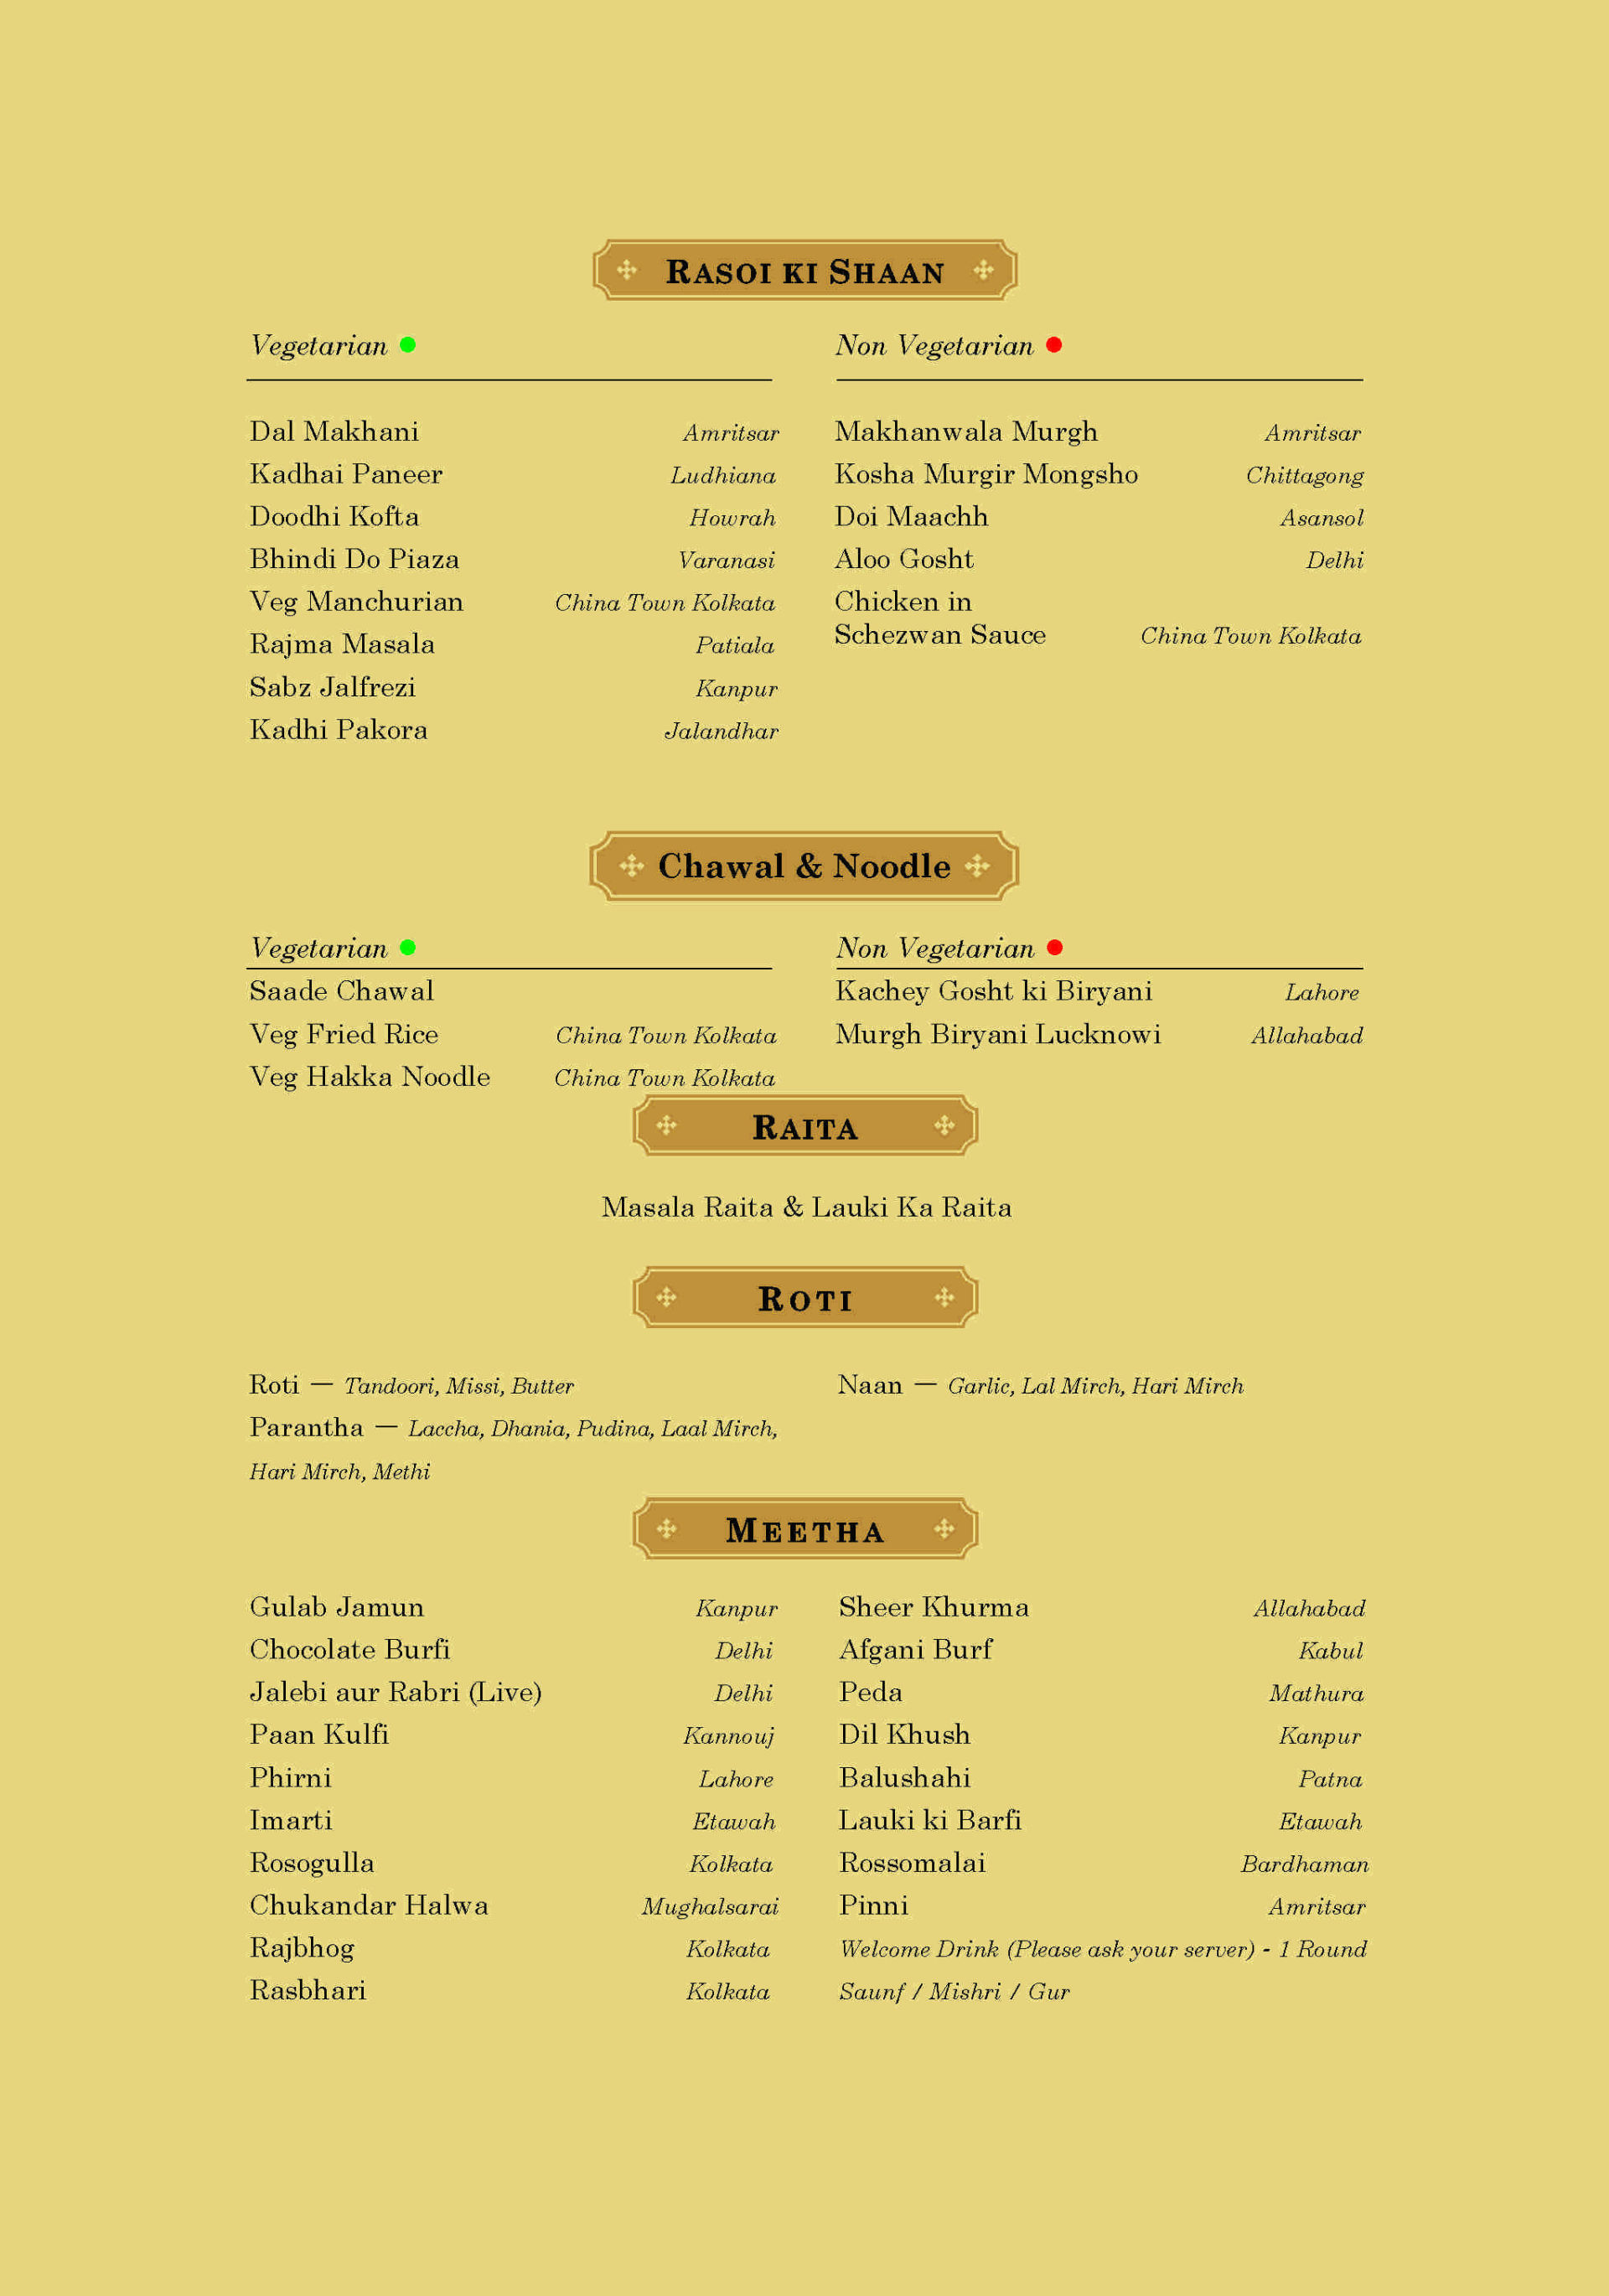 RASOI KI SHAAN
Vegetarian
Dal Makhani Amritsar
Kadhai Paneer Ludhiana
Doodhi Kofta Howrah
Bhindi Do Piaza Varanasi
Veg Manchurian China Town Kolkata
Rajma Masala Patiala
Sabz Jalfrezi Kanpur
Kadhi Pakora Jalandhar
Non Vegetarian
Makhanwala Murgh Amritsar
Kosha Murgir Mongsho Chittagong
Doi Maachh Asansol
Aloo Gosht Delhi
Chicken in
Schezwan Sauce China Town Kolkata
Chawal & Noodle
Vegetarian
Saade Chawal
Veg Fried Rice China Town Kolkata
Veg Hakka Noodle China Town Kolkata
Non Vegetarian
Kachey Gosht ki Biryani Lahore
Murgh Biryani Lucknowi Allahabad
RAITA
Masala Raita & Lauki Ka Raita
ROTI
Roti — Tandoori, Missi, Butter
Parantha — Laccha, Dhania, Pudina, Laal Mirch,
Hari Mirch, Methi
Naan — Garlic, Lal Mirch, Hari Mirch
MEETHA
Gulab Jamun Kanpur
Chocolate Burfi Delhi
Jalebi aur Rabri (Live) Delhi
Paan Kulfi Kannouj
Phirni Lahore
Imarti Etawah
Rosogulla Kolkata
Chukandar Halwa Mughalsarai
Rajbhog Kolkata
Rasbhari Kolkata
Sheer Khurma Allahabad
Afgani Burf Kabul
Peda Mathura
Dil Khush Kanpur
Balushahi Patna
Lauki ki Barfi Etawah
Rossomalai Bardhaman
Pinni Amritsar
Welcome Drink (Please ask your server) - 1 Round
Saunf / Mishri / Gur